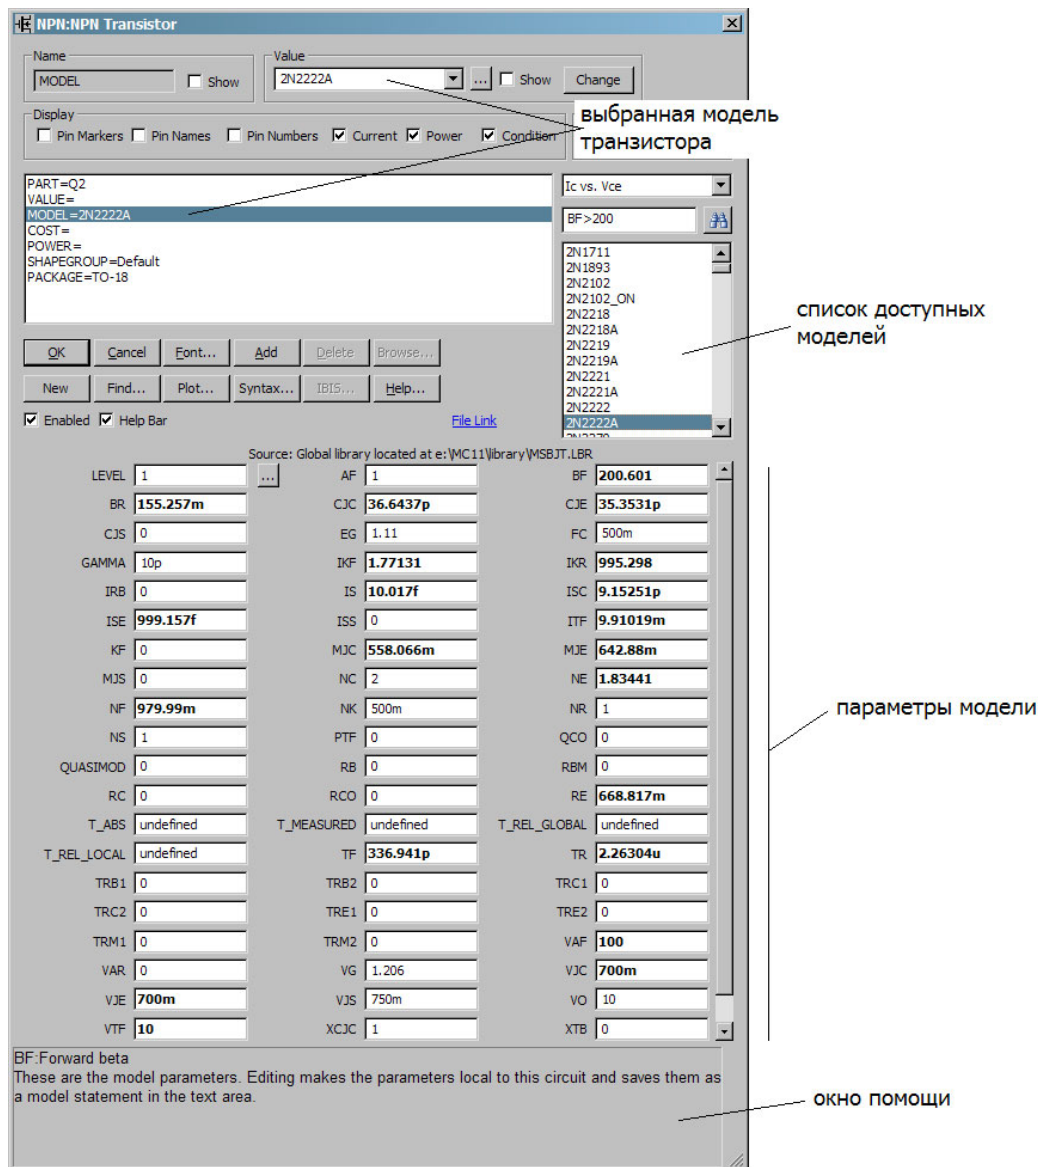 NPN:NPN Transistor
Name
MODEL
Show
Value
2N2222A
...
Show
Change
Display
Pin Markers
Pin Names
Pin Numbers
Current
Power
Condition
выбранная модель
транзистора
PART=Q2
VALUE=
MODEL=2N2222A
COST=
POWER=
SHAPEGROUP=Default
PACKAGE=TO-18
Ic vs. Vce
BF>200
2N1711
2N1893
2N2102
2N2102_ON
2N2218
2N2218A
2N2219
2N2219A
2N2221
2N2221A
2N2222
2N2222A
список доступных
моделей
OK Cancel Font... Add Delete Browse...
New Find... Plot... Syntax... IBIS... Help...
Enabled Help Bar File Link
Source: Global library located at e:\MC11\library\MSBJT.LBR
LEVEL 1 ... AF 1 BF 200.601
BR 155.257m CJC 36.6437p CJE 35.3531p
CJS 0 EG 1.11 FC 500m
GAMMA 10p IKF 1.77131 IKR 995.298
IRB 0 IS 10.017f ISC 9.15251p
ISE 999.157f ISS 0 ITF 9.91019m
KF 0 MJC 558.066m MJE 642.88m
MJS 0 NC 2 NE 1.83441
NF 979.99m NK 500m NR 1
NS 1 PTF 0 QCO 0
QUASIMOD 0 RB 0 RBM 0
RC 0 RCO 0 RE 668.817m
T_ABS undefined T_MEASURED undefined T_REL_GLOBAL undefined
T_REL_LOCAL undefined TF 336.941p TR 2.26304u
TRB1 0 TRB2 0 TRC1 0
TRC2 0 TRE1 0 TRE2 0
TRM1 0 TRM2 0 VAF 100
VAR 0 VG 1.206 VJC 700m
VJE 700m VJS 750m VO 10
VTF 10 XCJC 1 XTB 0
параметры модели
BF:Forward beta
These are the model parameters. Editing makes the parameters local to this circuit and saves them as
a model statement in the text area.
окно помощи